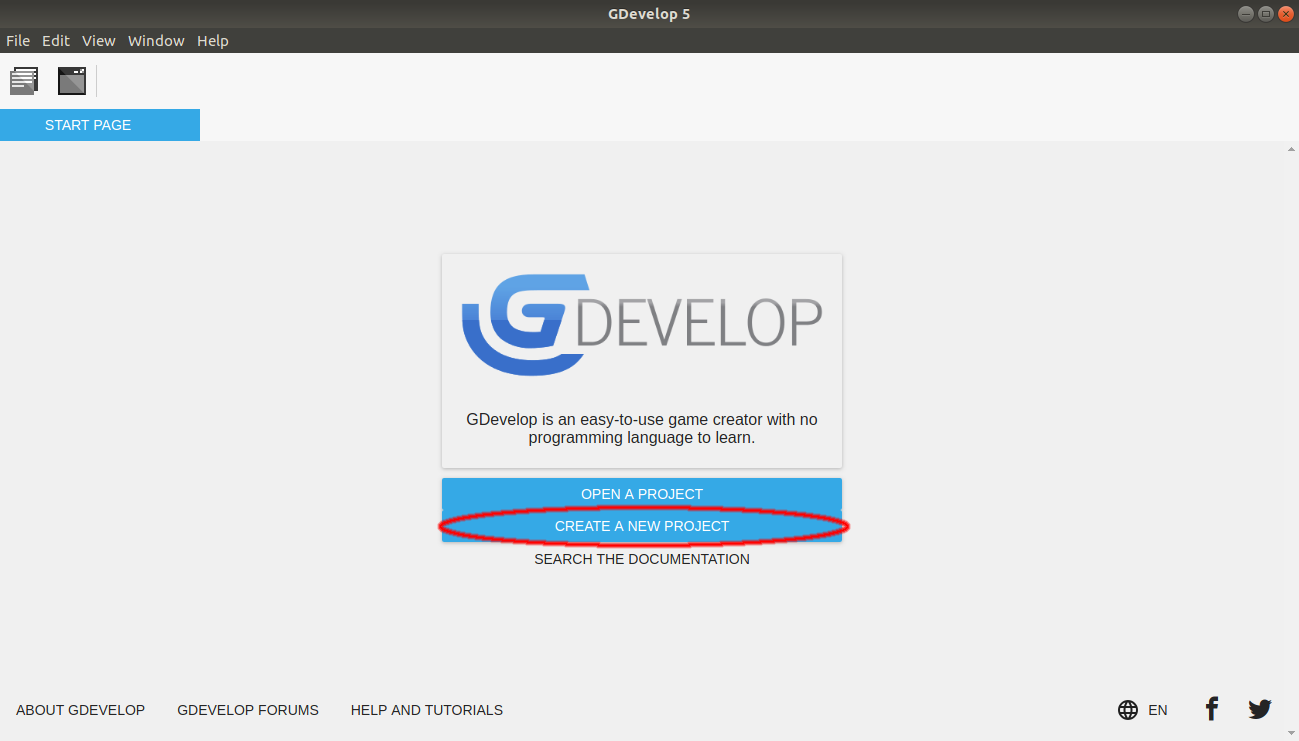 GDevelop 5
File Edit View Window Help
START PAGE
GDEVELOP
GDevelop is an easy-to-use game creator with no
programming language to learn.
OPEN A PROJECT
CREATE A NEW PROJECT
SEARCH THE DOCUMENTATION
ABOUT GDEVELOP GDEVELOP FORUMS HELP AND TUTORIALS EN